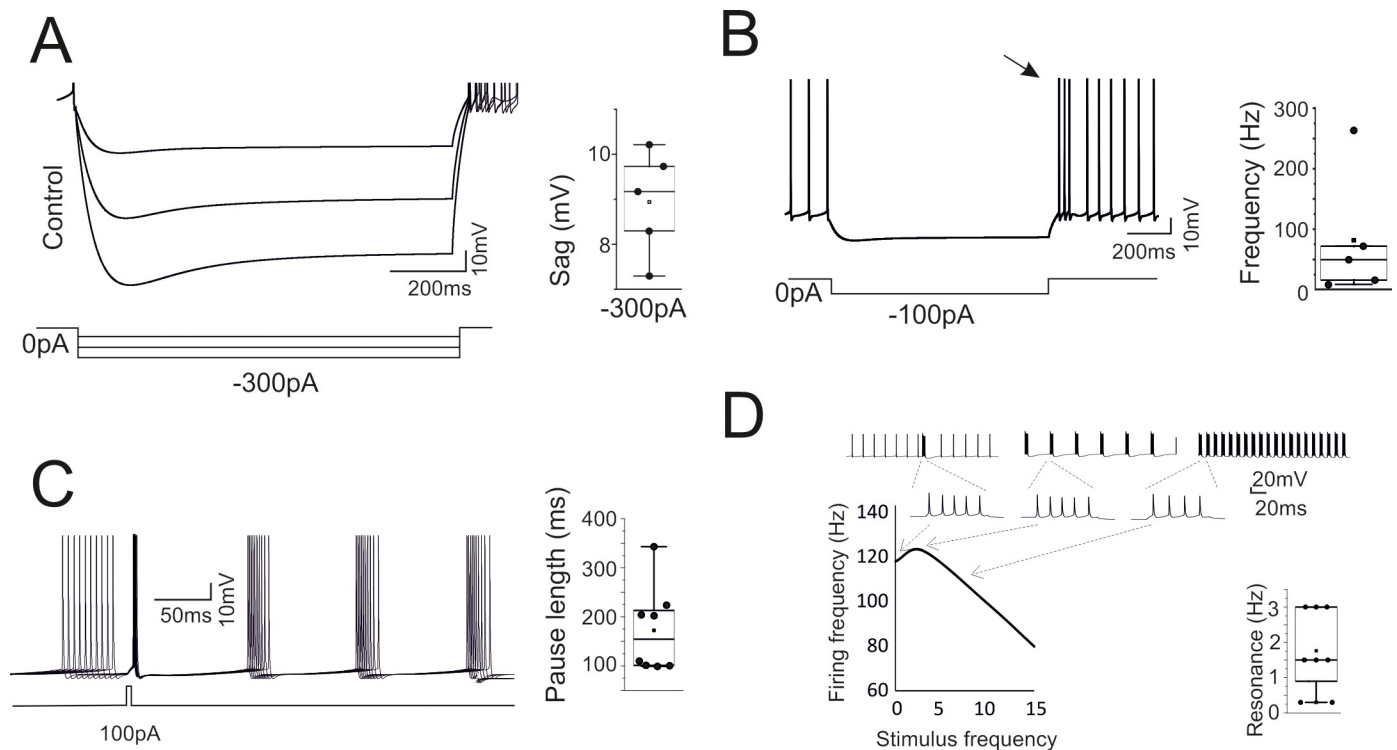 A
Control
10mV
200ms
0pA
-300pA
Sag (mV)
10
8
-300pA
B
10mV
200ms
0pA
-100pA
Frequency (Hz)
300
200
100
0
C
50ms
10mV
100pA
Pause length (ms)
400
300
200
100
D
20mV
20ms
Firing frequency (Hz)
140
120
100
80
60
0 5 10 15
Stimulus frequency
Resonance (Hz)
3
2
1
0